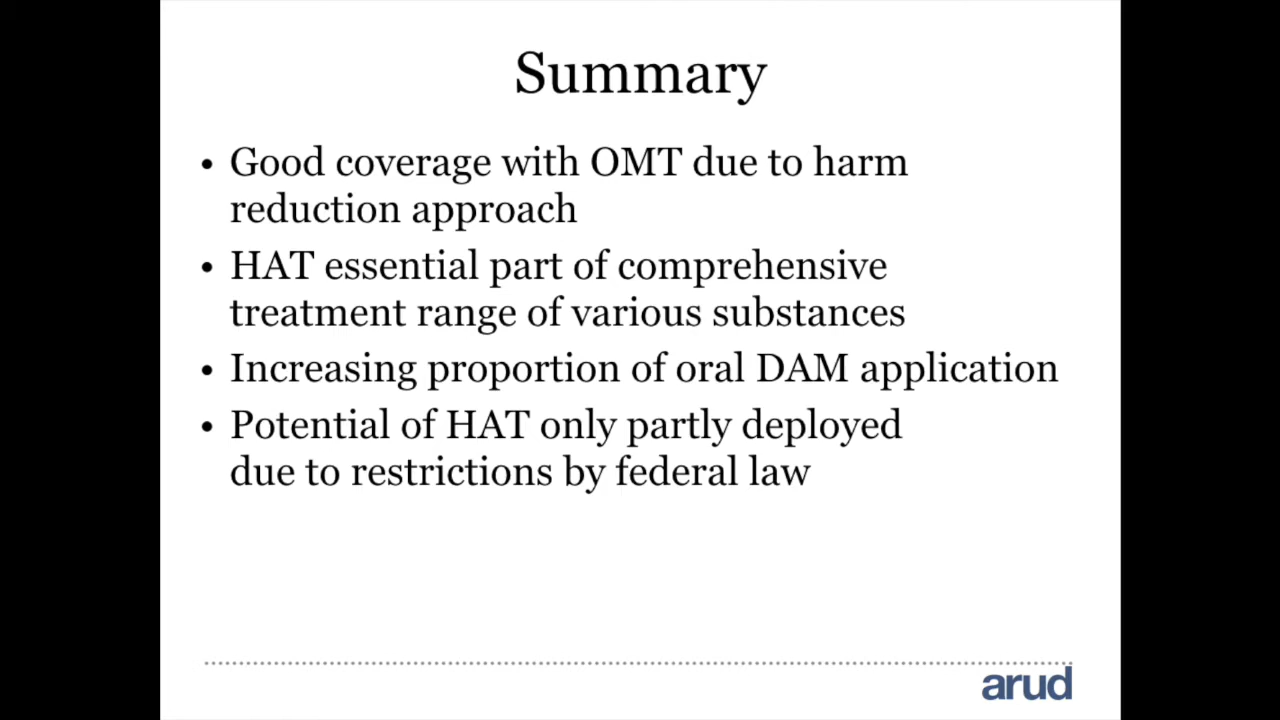 Summary
• Good coverage with OMT due to harm
reduction approach
• HAT essential part of comprehensive
treatment range of various substances
• Increasing proportion of oral DAM application
• Potential of HAT only partly deployed
due to restrictions by federal law
arud